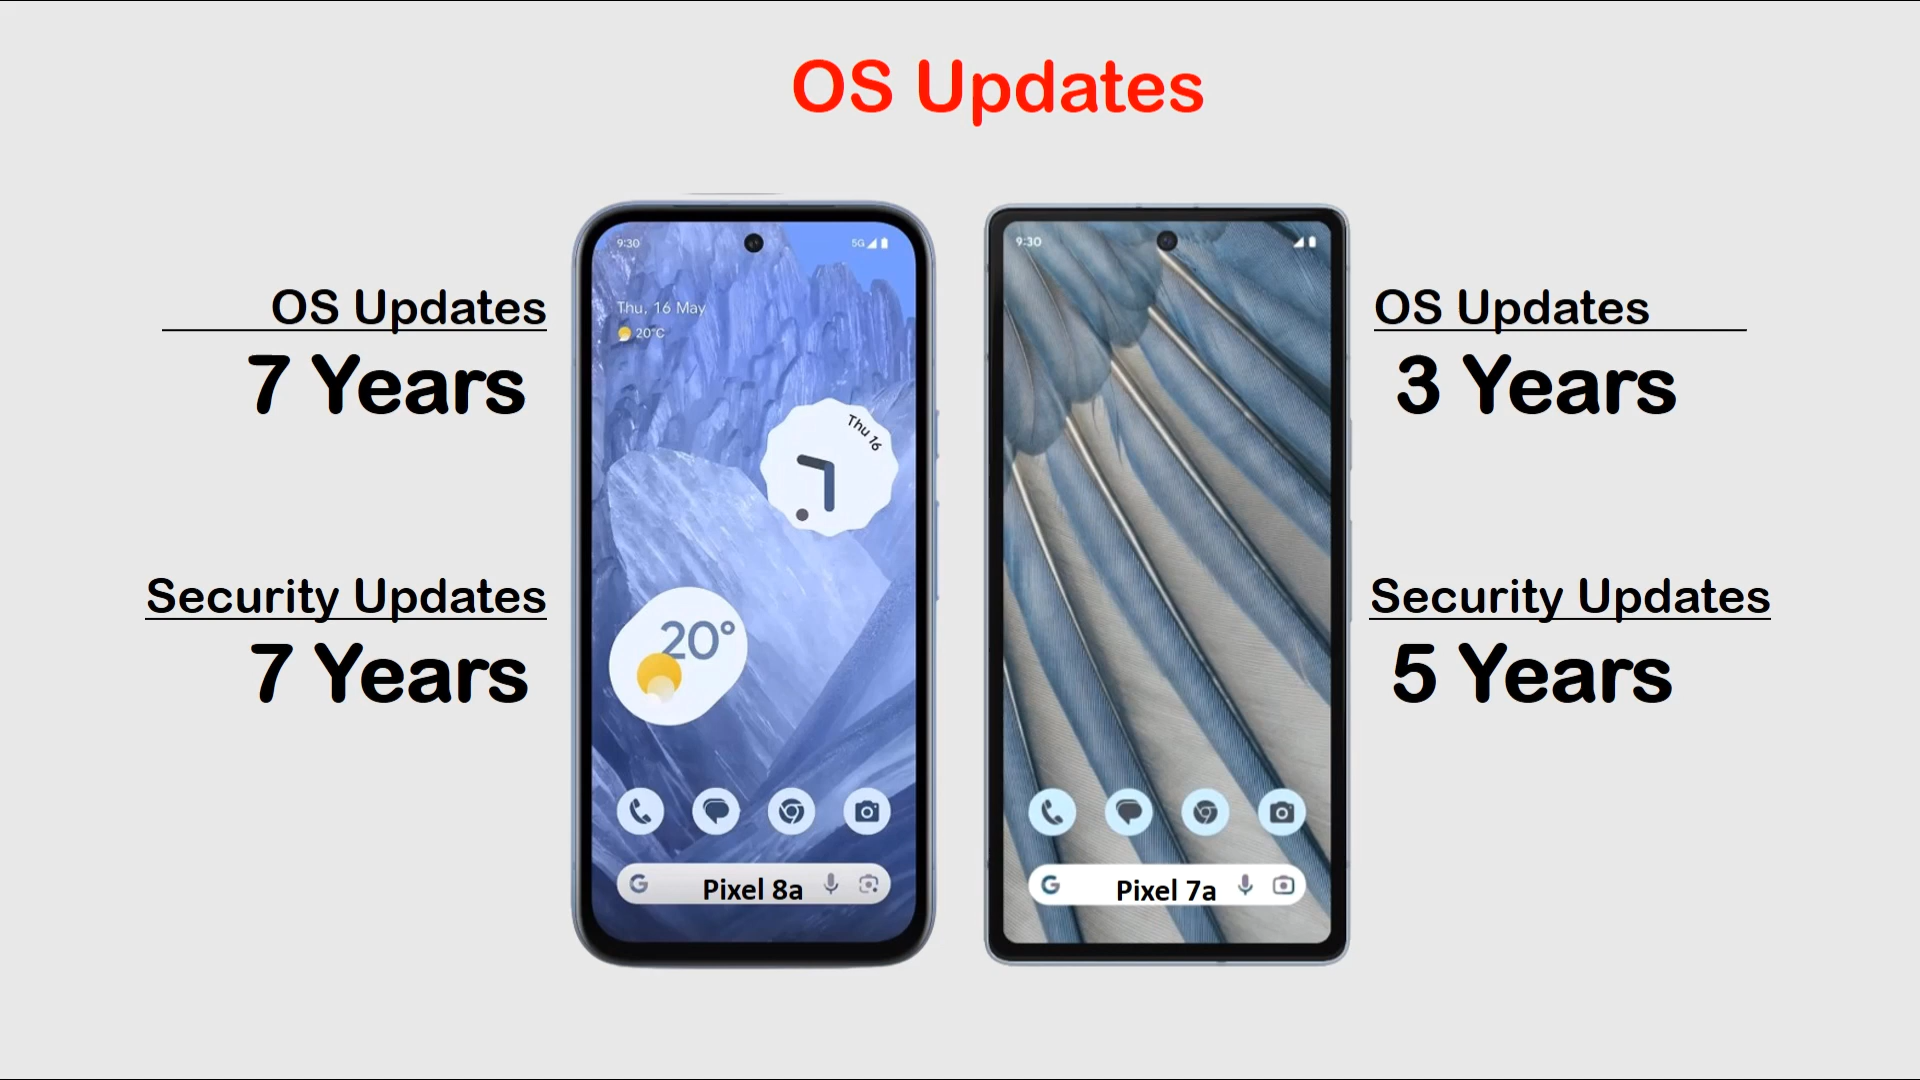 OS Updates
OS Updates
7 Years
Security Updates
7 Years
9:30
5G
Thu, 16 May
20°C
Thu 16
20°
G
Pixel 8a
9:30
G
Pixel 7a
OS Updates
3 Years
Security Updates
5 Years